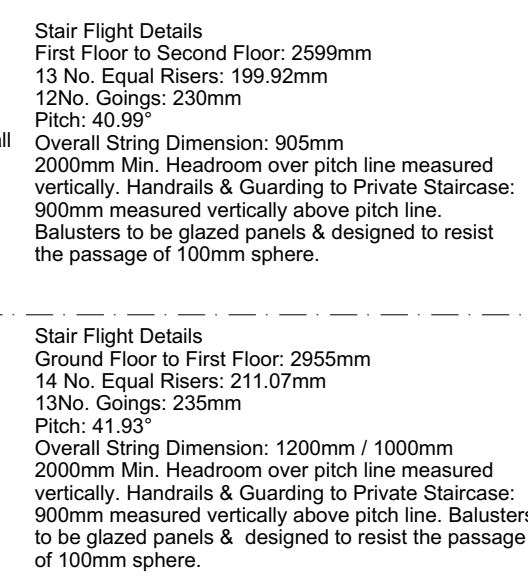 Stair Flight Details
First Floor to Second Floor: 2599mm
13 No. Equal Risers: 199.92mm
12No. Goings: 230mm
Pitch: 40.99°
Overall String Dimension: 905mm
2000mm Min. Headroom over pitch line measured
vertically. Handrails & Guarding to Private Staircase:
900mm measured vertically above pitch line.
Balusters to be glazed panels & designed to resist
the passage of 100mm sphere.
Stair Flight Details
Ground Floor to First Floor: 2955mm
14 No. Equal Risers: 211.07mm
13No. Goings: 235mm
Pitch: 41.93°
Overall String Dimension: 1200mm / 1000mm
2000mm Min. Headroom over pitch line measured
vertically. Handrails & Guarding to Private Staircase:
900mm measured vertically above pitch line. Balusters
to be glazed panels & designed to resist the passage
of 100mm sphere.